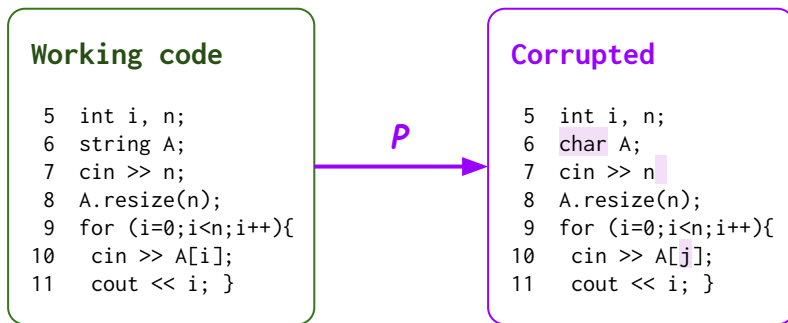 Working code
5 int i, n;
6 string A;
7 cin >> n;
8 A.resize(n);
9 for (i=0;i<n;i++){
10 cin >> A[i];
11 cout << i; }
P
Corrupted
5 int i, n;
6 char A;
7 cin >> n
8 A.resize(n);
9 for (i=0;i<n;i++){
10 cin >> A[j];
11 cout << i; }